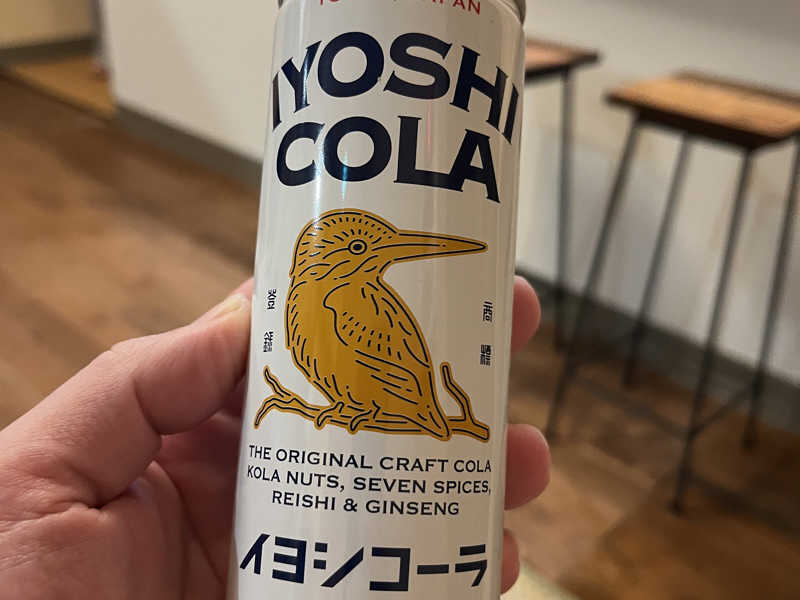 IYOSHI
COLA
THE ORIGINAL CRAFT COLA
KOLA NUTS, SEVEN SPICES,
REISHI & GINSENG
イヨシコーラ